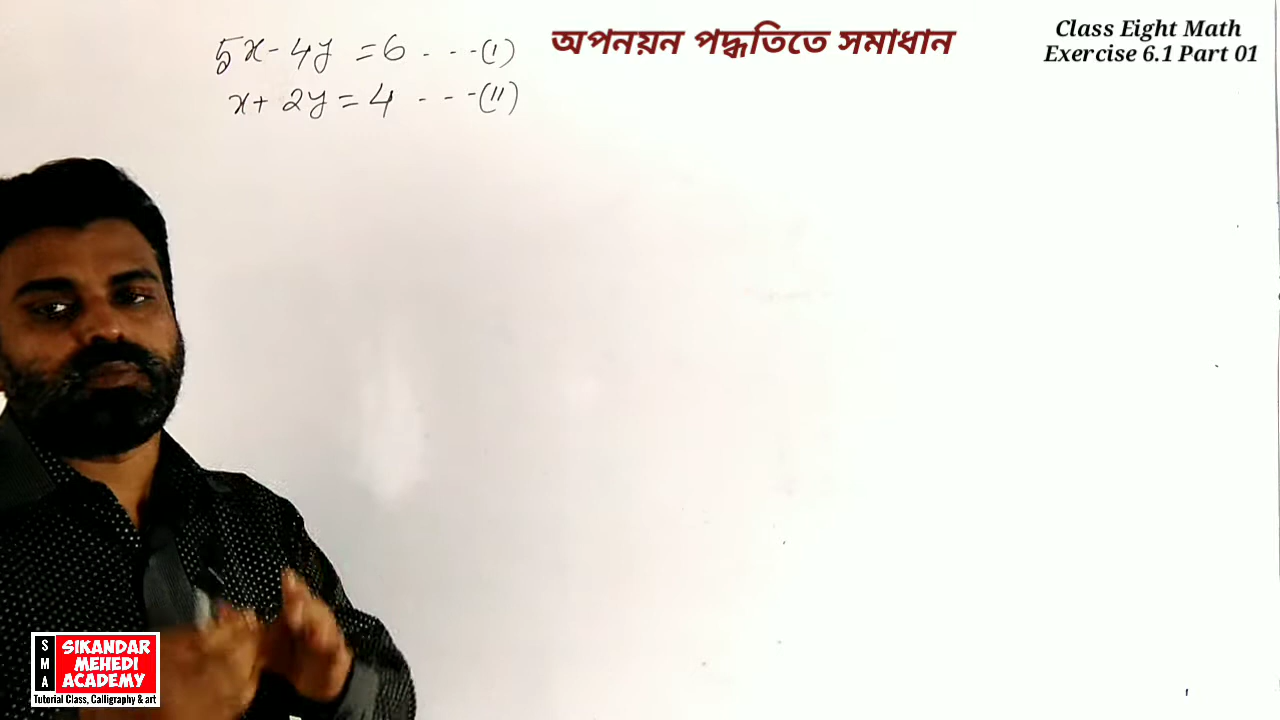 5x - 4y = 6 - - - (i)
x + 2y = 4 - - - (ii)
অপনয়ন পদ্ধতিতে সমাধান
Class Eight Math
Exercise 6.1 Part 01
S M A
SIKANDAR
MEHEDI
ACADEMY
Tutorial Class, Calligraphy & art